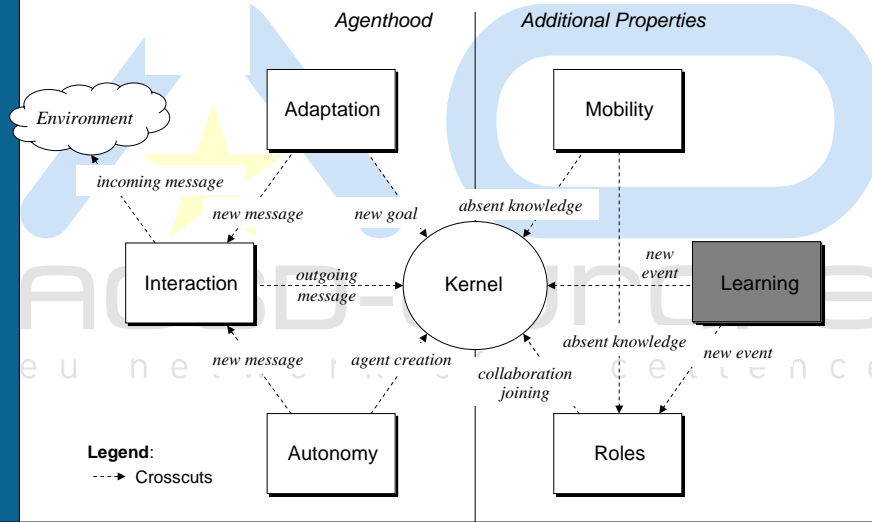 Agenthood
Additional Properties
Adaptation
Mobility
Environment
incoming message
new message
new goal
absent knowledge
Interaction
outgoing
message
Kernel
new
event
Learning
new message
agent creation
absent knowledge
new event
collaboration
joining
Autonomy
Roles
Legend:
Crosscuts